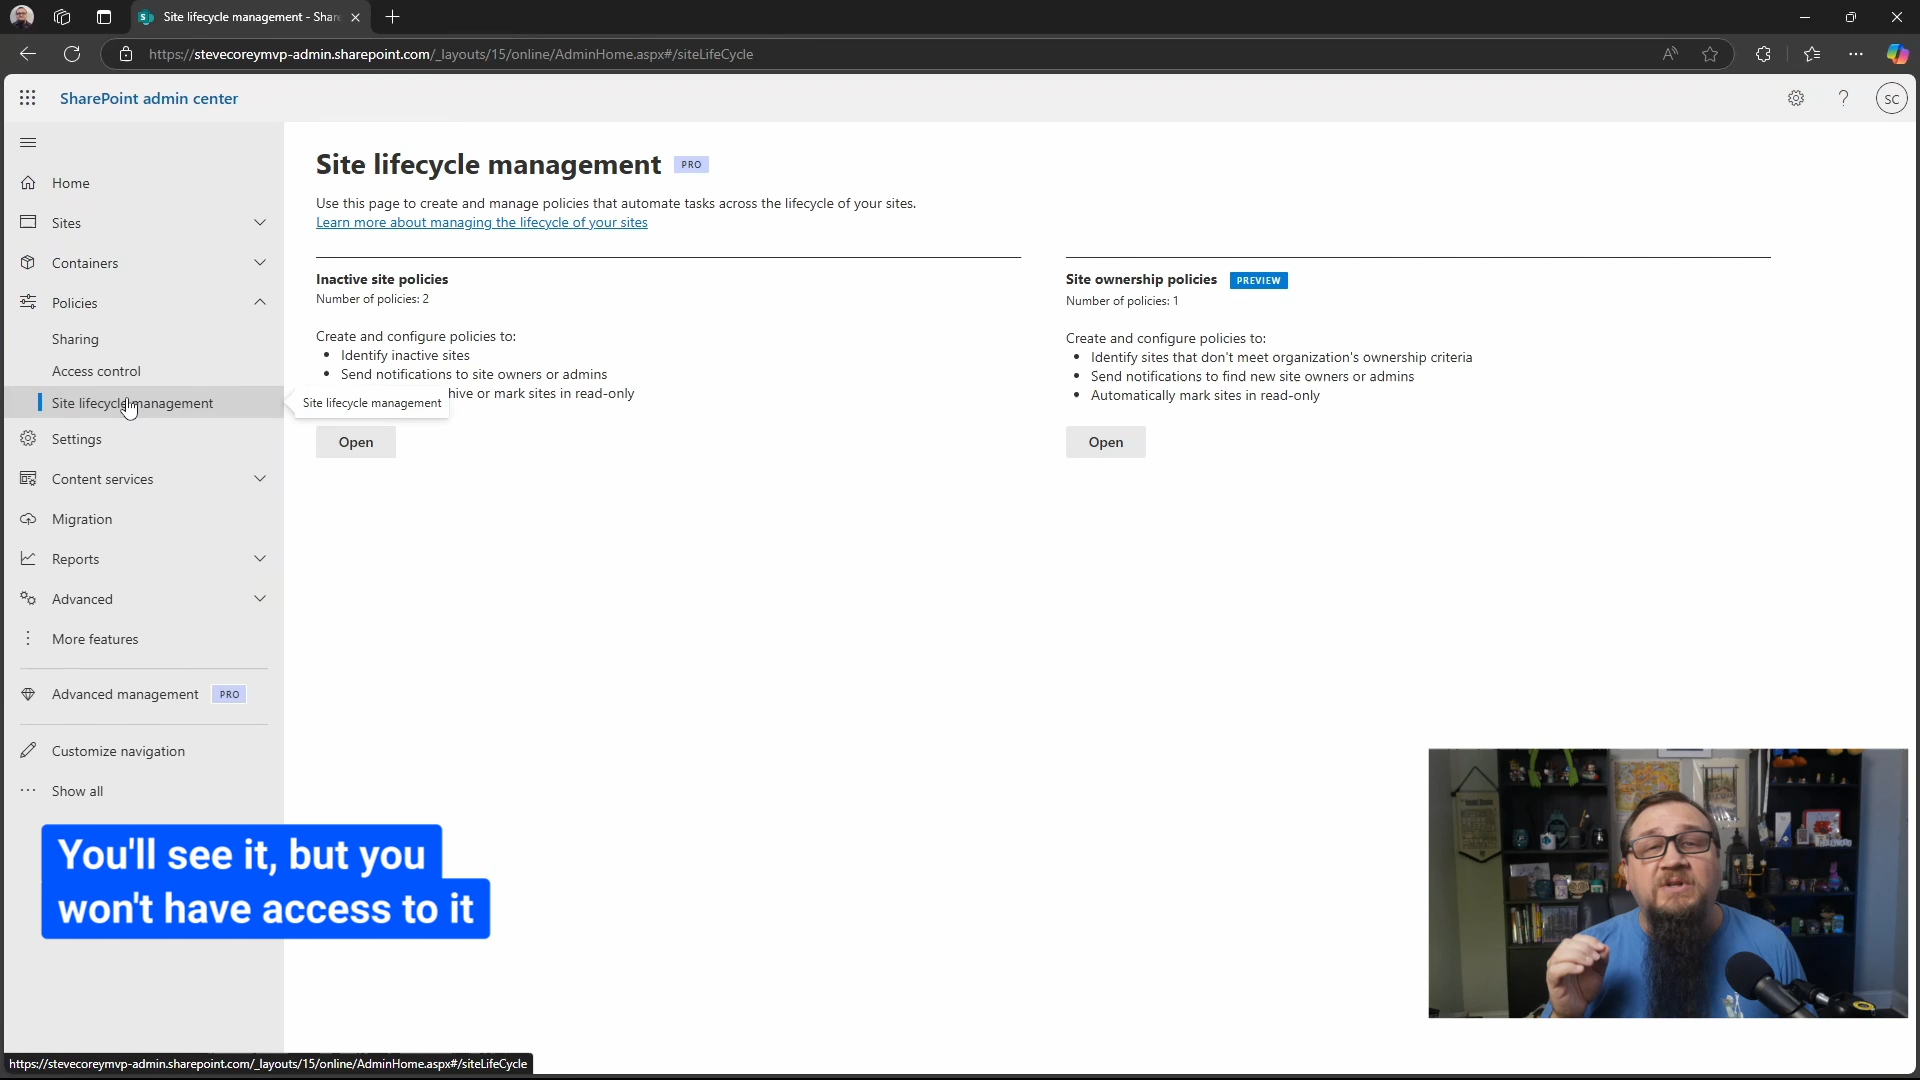 Site lifecycle management - Share
https://stevecoreymvp-admin.sharepoint.com/_layouts/15/online/AdminHome.aspx#/siteLifeCycle
SharePoint admin center
SC
Home
Sites
Containers
Policies
Sharing
Access control
Site lifecycle management
Settings
Content services
Migration
Reports
Advanced
More features
Advanced management PRO
Customize navigation
Show all
Site lifecycle management PRO
Use this page to create and manage policies that automate tasks across the lifecycle of your sites.
Learn more about managing the lifecycle of your sites
Inactive site policies
Number of policies: 2
Create and configure policies to:
• Identify inactive sites
• Send notifications to site owners or admins
hive or mark sites in read-only
Site lifecycle management
Open
Site ownership policies PREVIEW
Number of policies: 1
Create and configure policies to:
• Identify sites that don't meet organization's ownership criteria
• Send notifications to find new site owners or admins
• Automatically mark sites in read-only
Open
You'll see it, but you
won't have access to it
https://stevecoreymvp-admin.sharepoint.com/_layouts/15/online/AdminHome.aspx#/siteLifeCycle